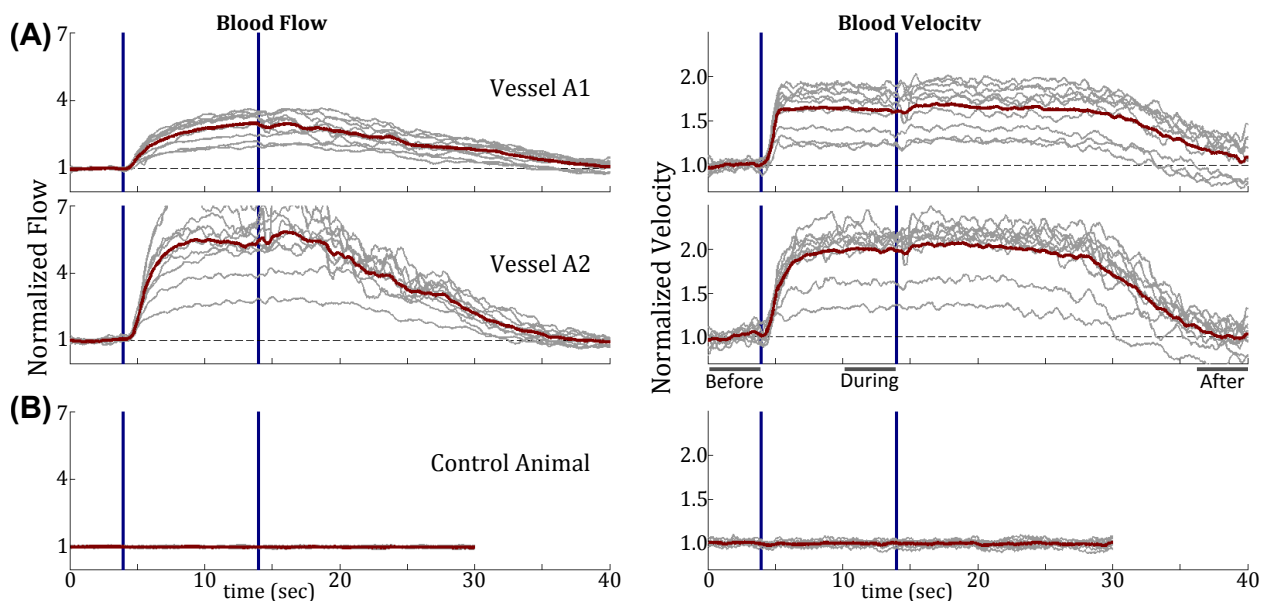 Blood Flow Blood Velocity
(A)
7
4
1
Vessel A1
2.0
1.5
1.0
7
4
1
Vessel A2
2.0
1.5
1.0
Normalized Flow
Normalized Velocity
Before During After
(B)
7
4
1
Control Animal
2.0
1.5
1.0
0 10 20 30 40
time (sec)
0 10 20 30 40
time (sec)